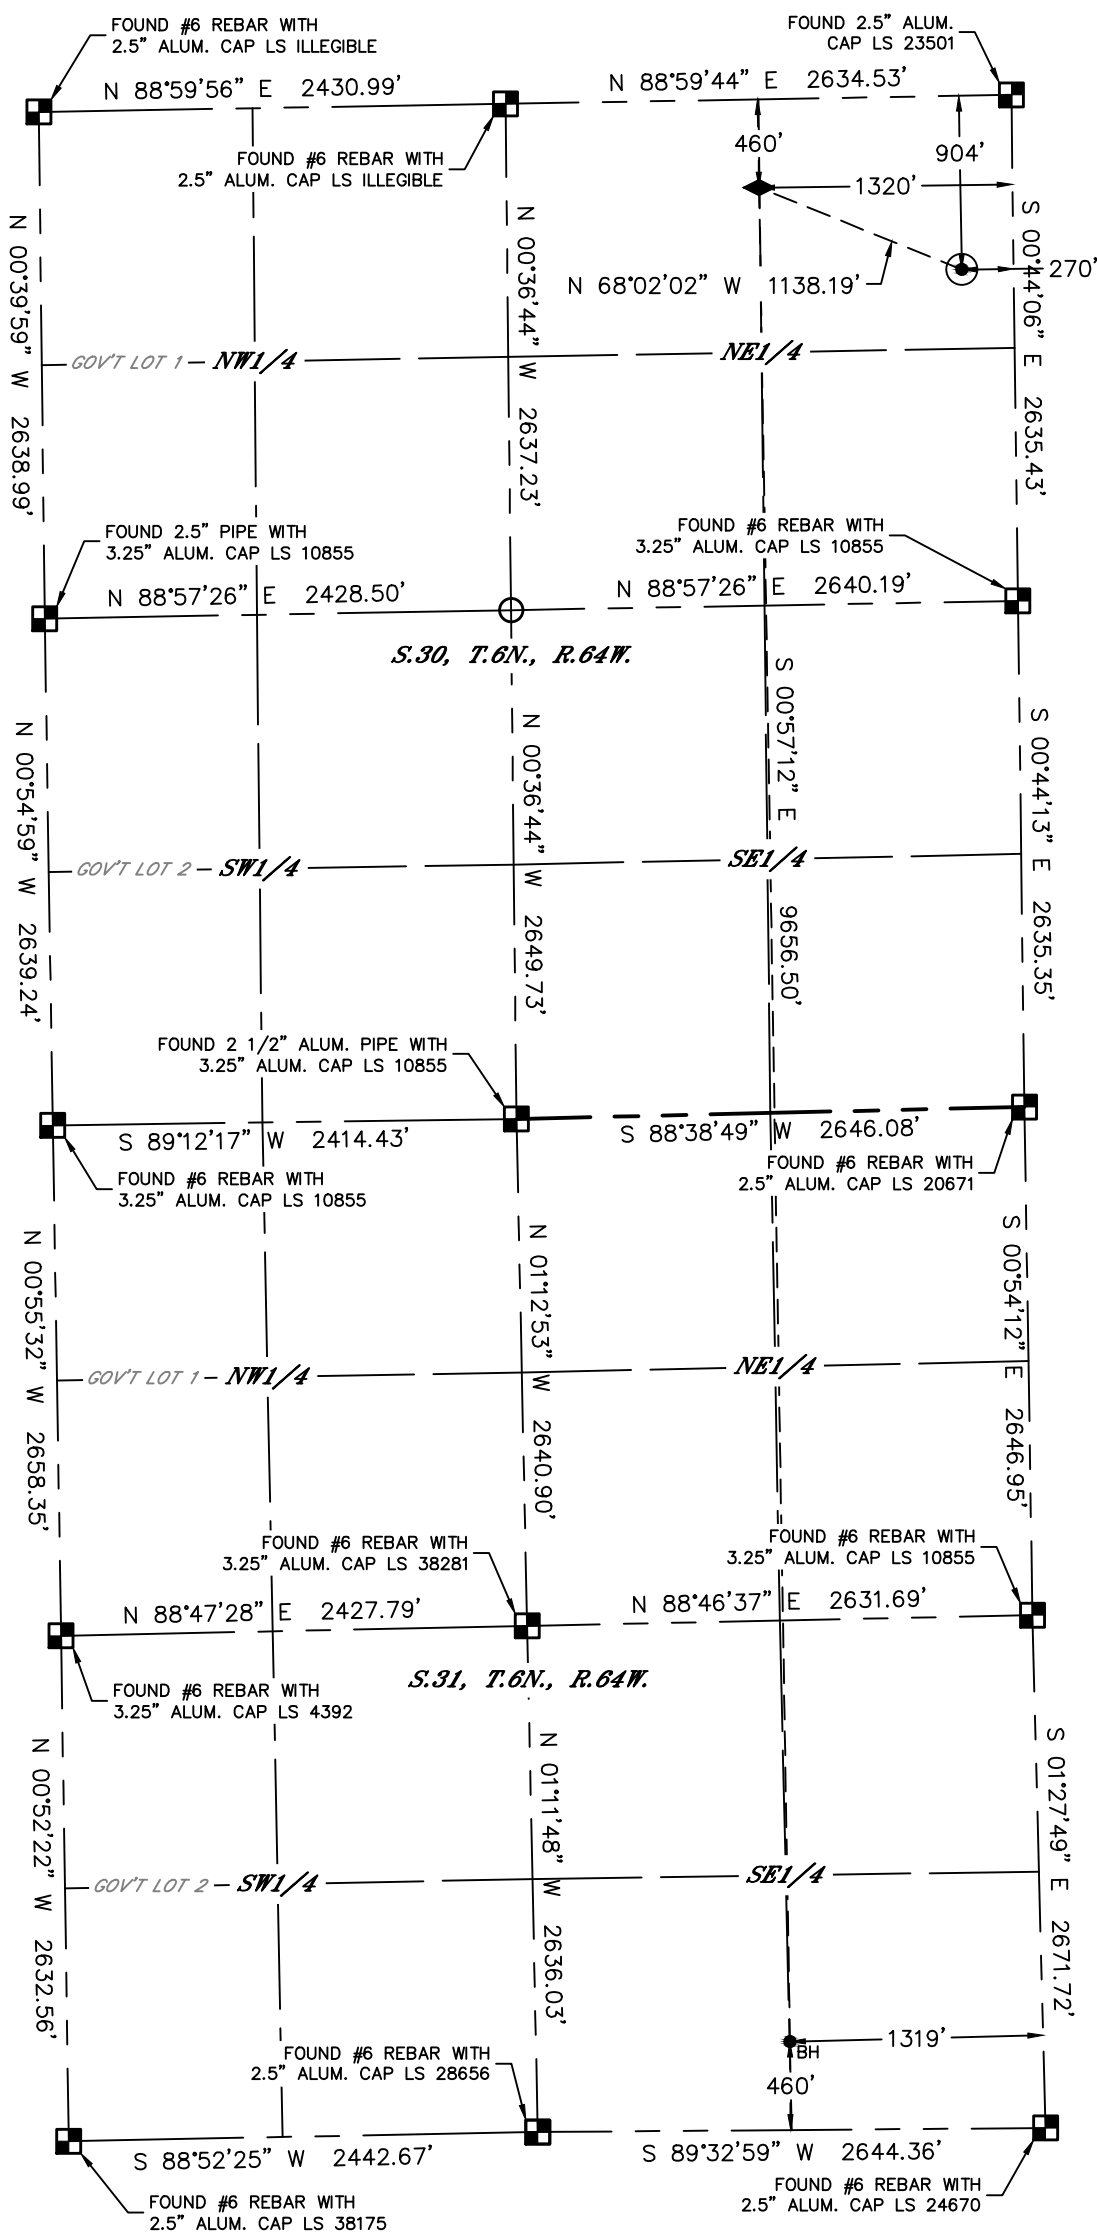 FOUND #6 REBAR WITH
2.5" ALUM. CAP LS ILLEGIBLE
FOUND 2.5" ALUM.
CAP LS 23501
N 88°59'56" E 2430.99'
N 88°59'44" E 2634.53'
FOUND #6 REBAR WITH
2.5" ALUM. CAP LS ILLEGIBLE
460'
904'
1320'
N 68°02'02" W 1138.19'
270'
N 00°39'59" W 2638.99'
N 00°36'44" W 2637.23'
S 00°44'06" E 2635.43'
GOV'T LOT 1
NW1/4
NE1/4
FOUND 2.5" PIPE WITH
3.25" ALUM. CAP LS 10855
FOUND #6 REBAR WITH
3.25" ALUM. CAP LS 10855
N 88°57'26" E 2428.50'
N 88°57'26" E 2640.19'
S.30, T.6N., R.64W.
N 00°54'59" W 2639.24'
N 00°36'44" W 2649.73'
S 00°57'12" E 9656.50'
S 00°44'13" E 2635.35'
GOV'T LOT 2
SW1/4
SE1/4
FOUND 2 1/2" ALUM. PIPE WITH
3.25" ALUM. CAP LS 10855
S 89°12'17" W 2414.43'
S 88°38'49" W 2646.08'
FOUND #6 REBAR WITH
3.25" ALUM. CAP LS 10855
FOUND #6 REBAR WITH
2.5" ALUM. CAP LS 20671
N 00°55'32" W 2658.35'
N 01°12'53" W 2640.90'
S 00°54'12" E 2646.95'
GOV'T LOT 1
NW1/4
NE1/4
FOUND #6 REBAR WITH
3.25" ALUM. CAP LS 38281
FOUND #6 REBAR WITH
3.25" ALUM. CAP LS 10855
N 88°47'28" E 2427.79'
N 88°46'37" E 2631.69'
S.31, T.6N., R.64W.
FOUND #6 REBAR WITH
3.25" ALUM. CAP LS 4392
N 00°52'22" W 2632.56'
N 01°11'48" W 2636.03'
S 01°27'49" E 2671.72'
GOV'T LOT 2
SW1/4
SE1/4
1319'
BH
460'
FOUND #6 REBAR WITH
2.5" ALUM. CAP LS 28656
S 88°52'25" W 2442.67'
S 89°32'59" W 2644.36'
FOUND #6 REBAR WITH
2.5" ALUM. CAP LS 24670
FOUND #6 REBAR WITH
2.5" ALUM. CAP LS 38175